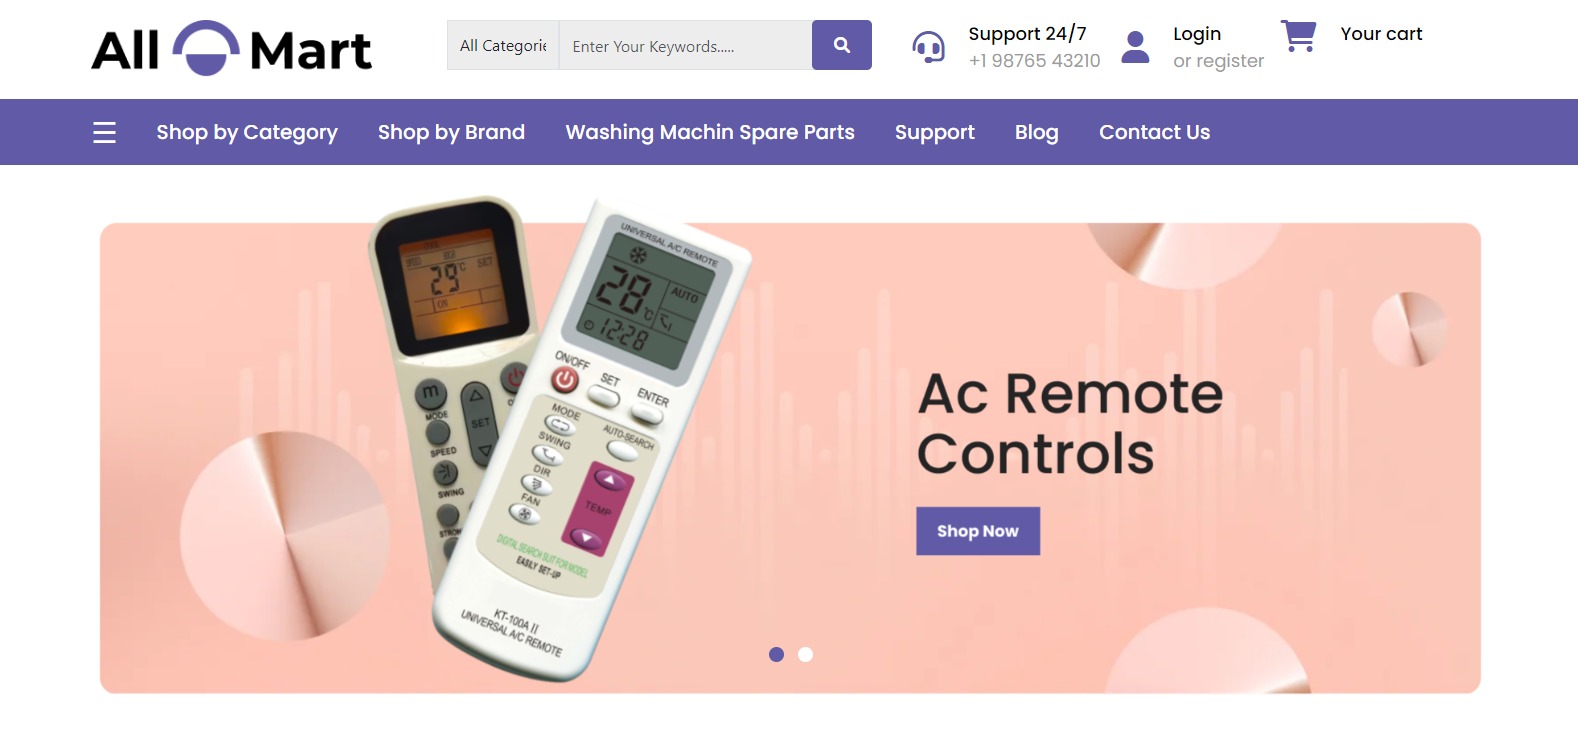 All Mart
All Categorie
Enter Your Keywords.....
Support 24/7
+1 98765 43210
Login
or register
Your cart
Shop by Category
Shop by Brand
Washing Machin Spare Parts
Support
Blog
Contact Us
COOL
SPEED HIGH °C SET
29
ON
m
MODE
SET
SPEED
SWING
UNIVERSAL A/C REMOTE
28 °C AUTO
12:28
ON/OFF
SET
ENTER
MODE
AUTO-SEARCH
SWING
DIR
TEMP
FAN
DIGITAL SEARCH SUIT FOR MODEL
EASILY SET-UP
KT-100A II
UNIVERSAL A/C REMOTE
Ac Remote
Controls
Shop Now